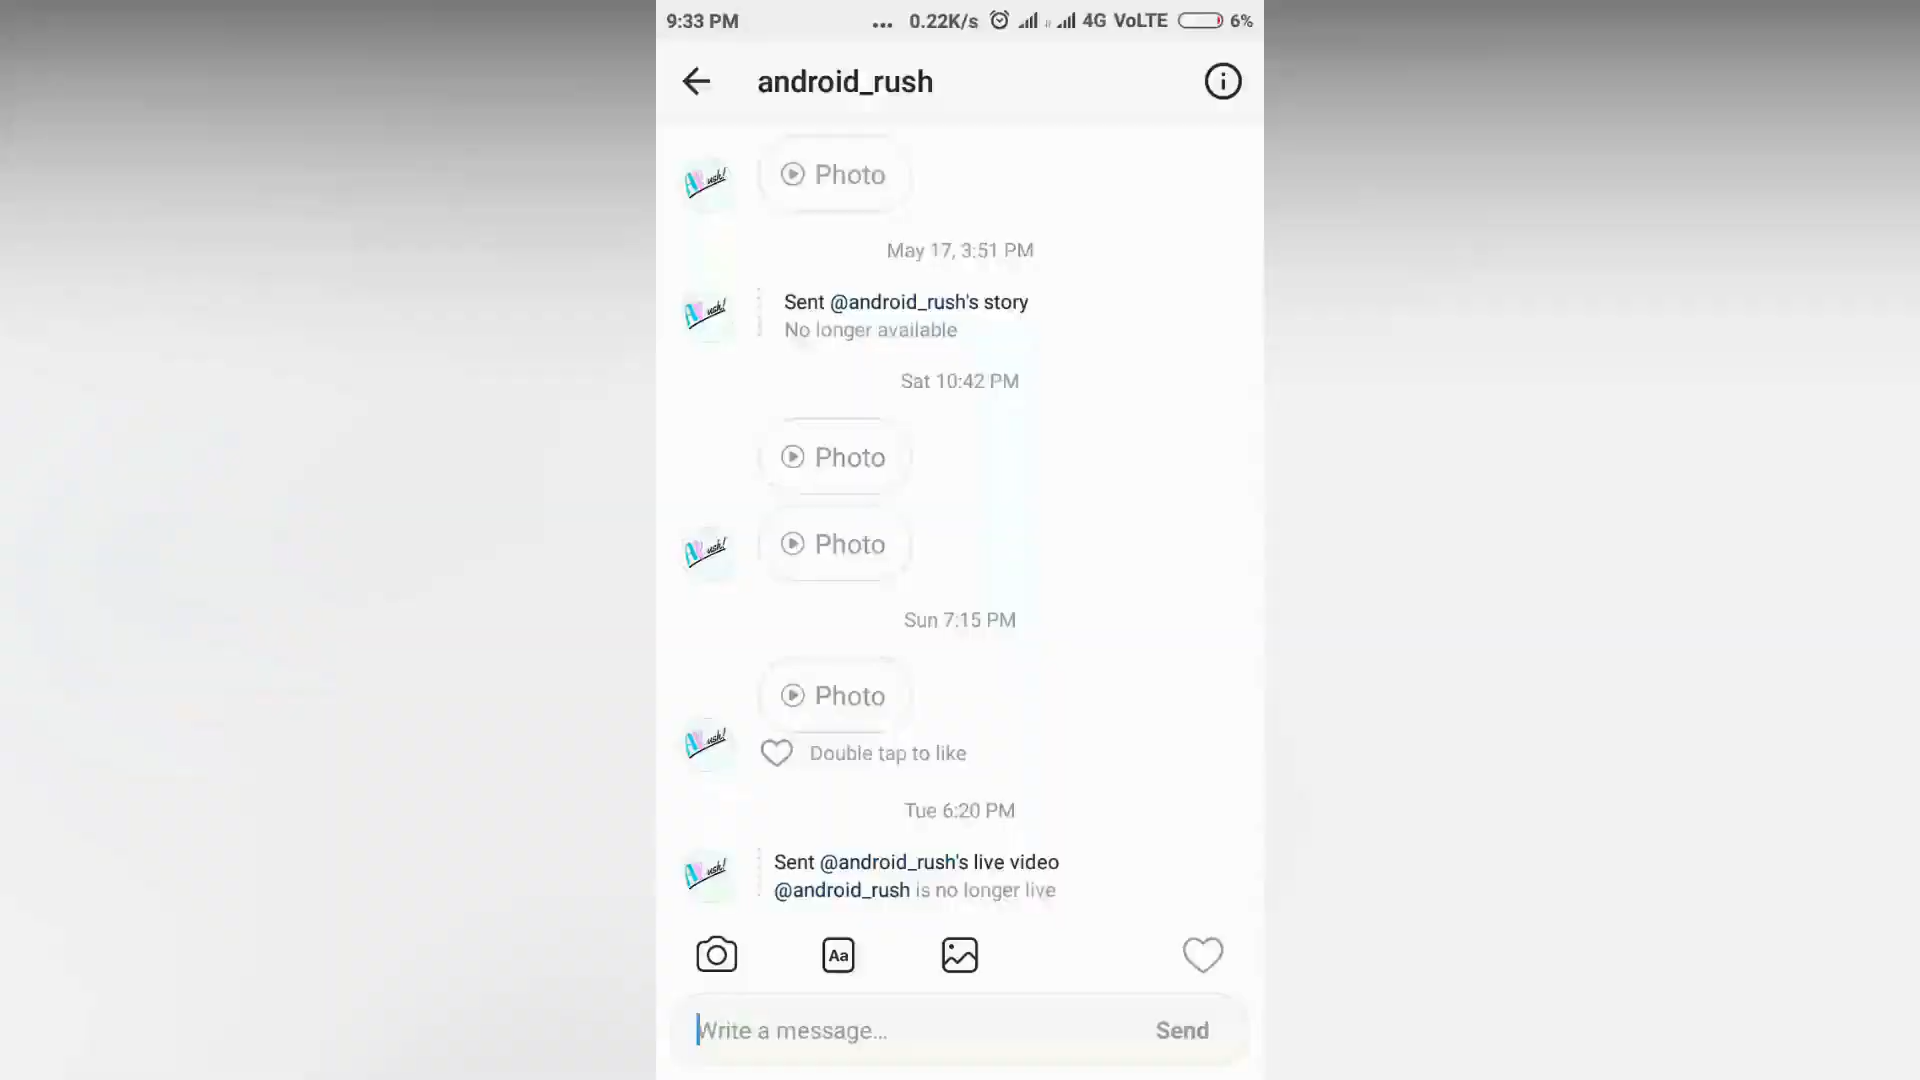 9:33 PM ... 0.22K/s 4G VoLTE 6%
android_rush
Photo
May 17, 3:51 PM
Sent @android_rush's story
No longer available
Sat 10:42 PM
Photo
Photo
Sun 7:15 PM
Photo
Double tap to like
Tue 6:20 PM
Sent @android_rush's live video
@android_rush is no longer live
Aa
Write a message...
Send